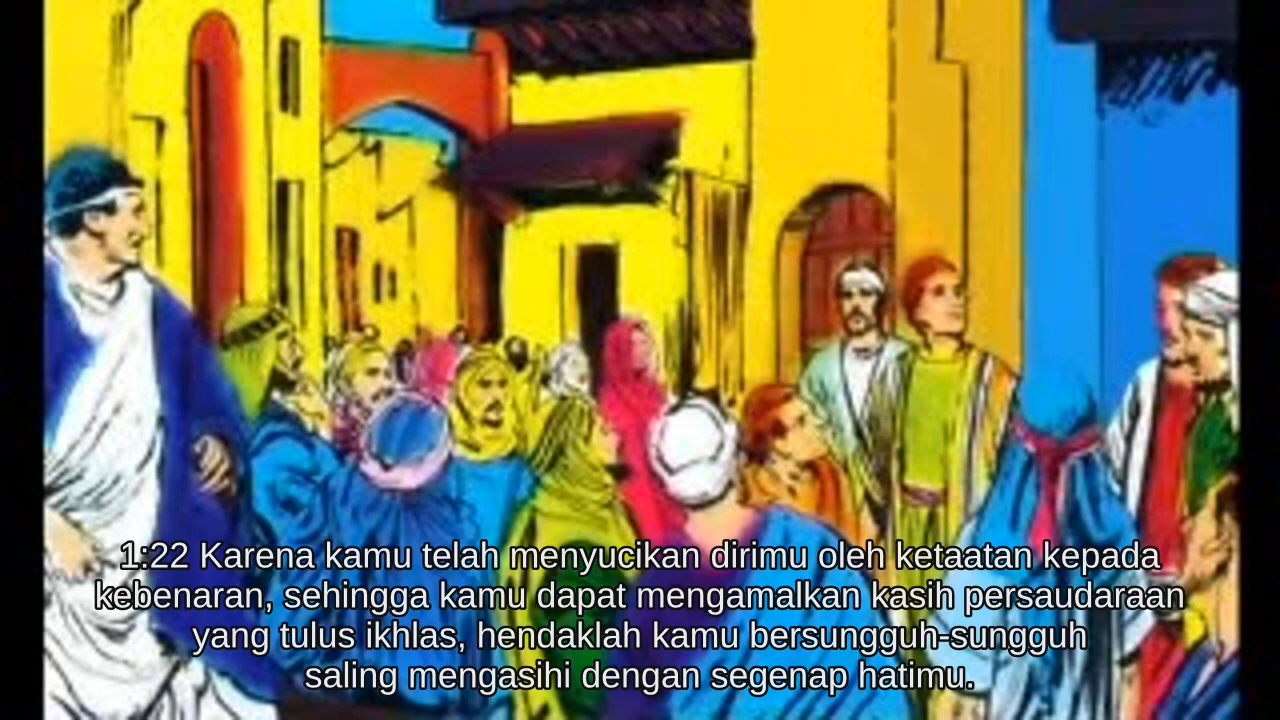 1:22 Karena kamu telah menyucikan dirimu oleh ketaatan kepada
kebenaran, sehingga kamu dapat mengamalkan kasih persaudaraan
yang tulus ikhlas, hendaklah kamu bersungguh-sungguh
saling mengasihi dengan segenap hatimu.